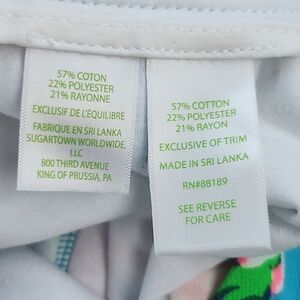 57% COTON
22% POLYESTER
21% RAYONNE
EXCLUSIF DE L'ÉQUILIBRE
FABRIQUE EN SRI LANKA
SUGARTOWN WORLDWIDE,
LLC
800 THIRD AVENUE
KING OF PRUSSIA, PA
57% COTTON
22% POLYESTER
21% RAYON
EXCLUSIVE OF TRIM
MADE IN SRI LANKA
RN#88189
SEE REVERSE
FOR CARE